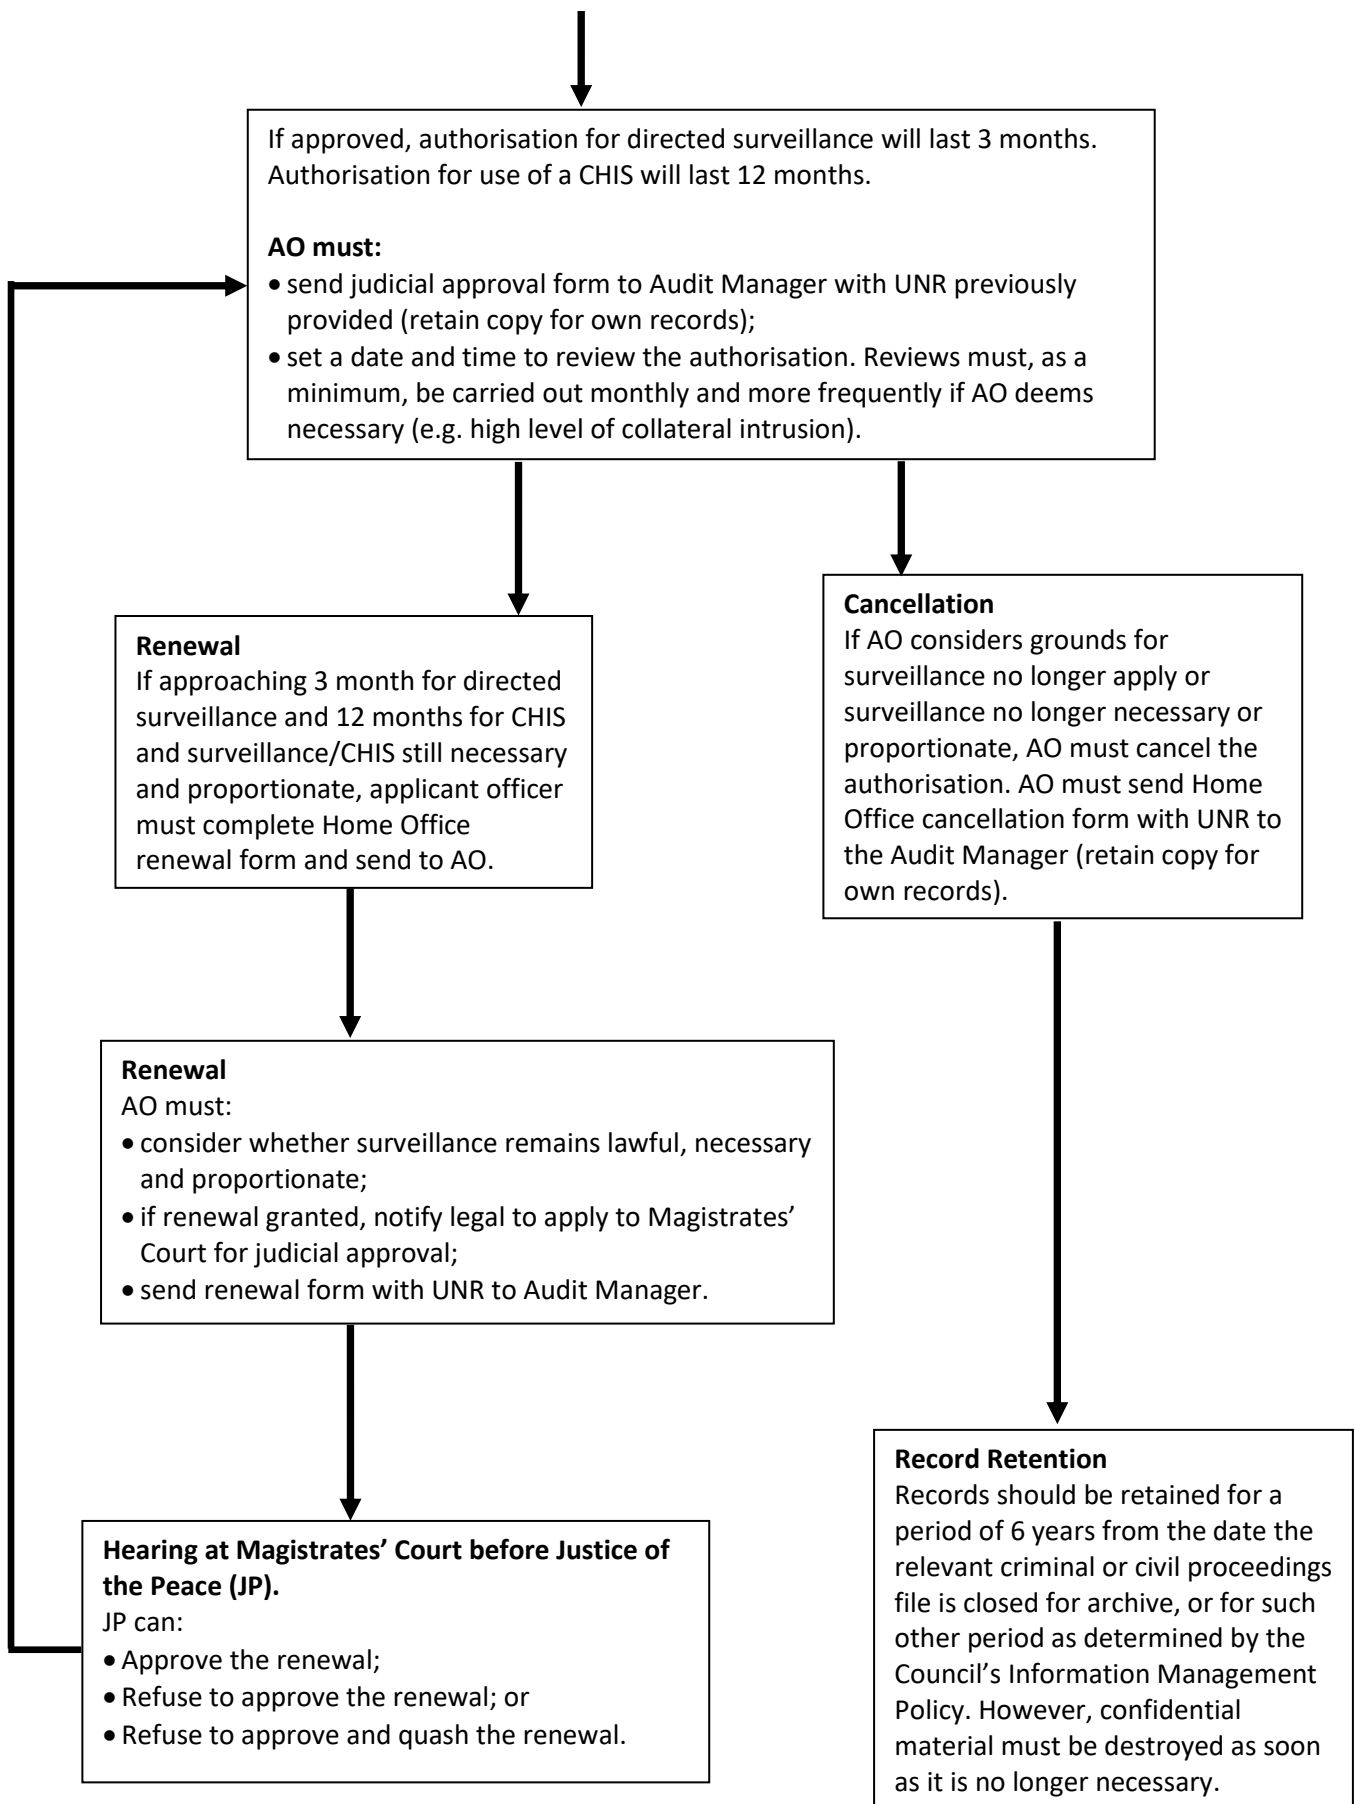 If approved, authorisation for directed surveillance will last 3 months.
Authorisation for use of a CHIS will last 12 months.
AO must:
• send judicial approval form to Audit Manager with UNR previously
provided (retain copy for own records);
• set a date and time to review the authorisation. Reviews must, as a
minimum, be carried out monthly and more frequently if AO deems
necessary (e.g. high level of collateral intrusion).
Renewal
If approaching 3 month for directed
surveillance and 12 months for CHIS
and surveillance/CHIS still necessary
and proportionate, applicant officer
must complete Home Office
renewal form and send to AO.
Cancellation
If AO considers grounds for
surveillance no longer apply or
surveillance no longer necessary or
proportionate, AO must cancel the
authorisation. AO must send Home
Office cancellation form with UNR to
the Audit Manager (retain copy for
own records).
Renewal
AO must:
• consider whether surveillance remains lawful, necessary
and proportionate;
• if renewal granted, notify legal to apply to Magistrates’
Court for judicial approval;
• send renewal form with UNR to Audit Manager.
Hearing at Magistrates’ Court before Justice of
the Peace (JP).
JP can:
• Approve the renewal;
• Refuse to approve the renewal; or
• Refuse to approve and quash the renewal.
Record Retention
Records should be retained for a
period of 6 years from the date the
relevant criminal or civil proceedings
file is closed for archive, or for such
other period as determined by the
Council’s Information Management
Policy. However, confidential
material must be destroyed as soon
as it is no longer necessary.